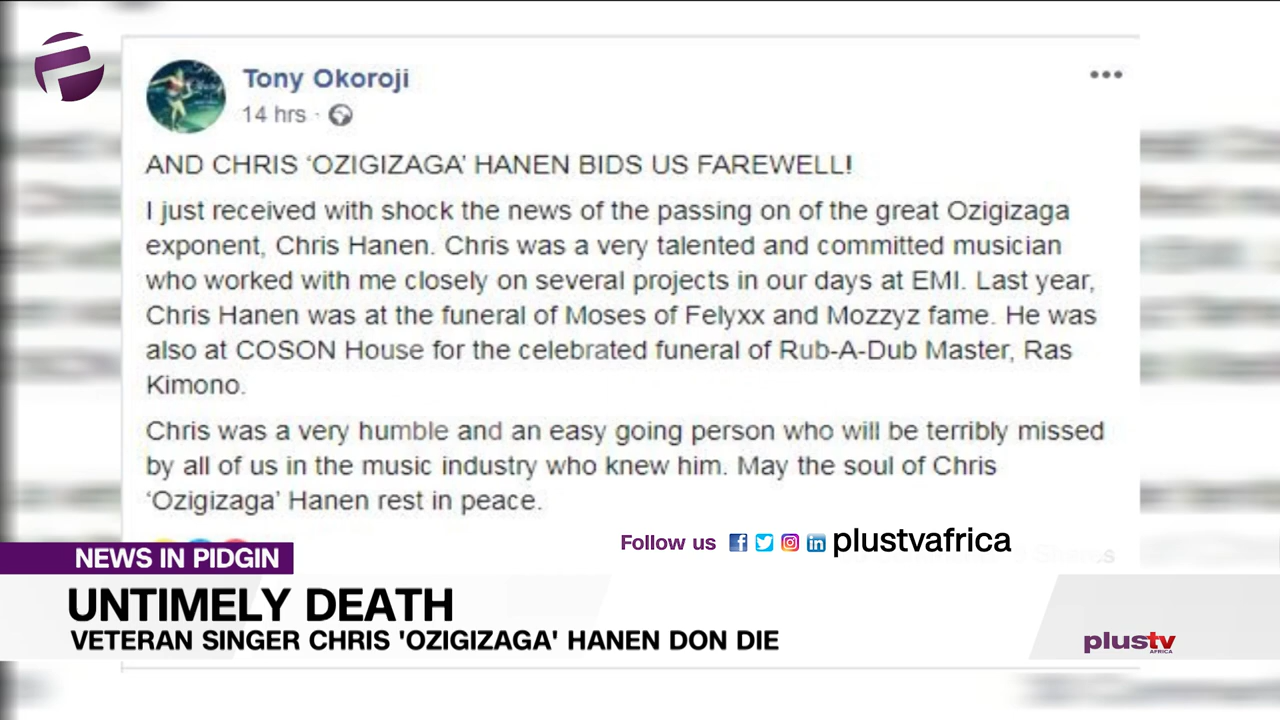 Tony Okoroji
14 hrs ·
AND CHRIS 'OZIGIZAGA' HANEN BIDS US FAREWELL!
I just received with shock the news of the passing on of the great Ozigizaga
exponent, Chris Hanen. Chris was a very talented and committed musician
who worked with me closely on several projects in our days at EMI. Last year,
Chris Hanen was at the funeral of Moses of Felyxx and Mozzyz fame. He was
also at COSON House for the celebrated funeral of Rub-A-Dub Master, Ras
Kimono.
Chris was a very humble and an easy going person who will be terribly missed
by all of us in the music industry who knew him. May the soul of Chris
'Ozigizaga' Hanen rest in peace.
Follow us plustvafrica
NEWS IN PIDGIN
UNTIMELY DEATH
VETERAN SINGER CHRIS 'OZIGIZAGA' HANEN DON DIE
plustv
AFRICA